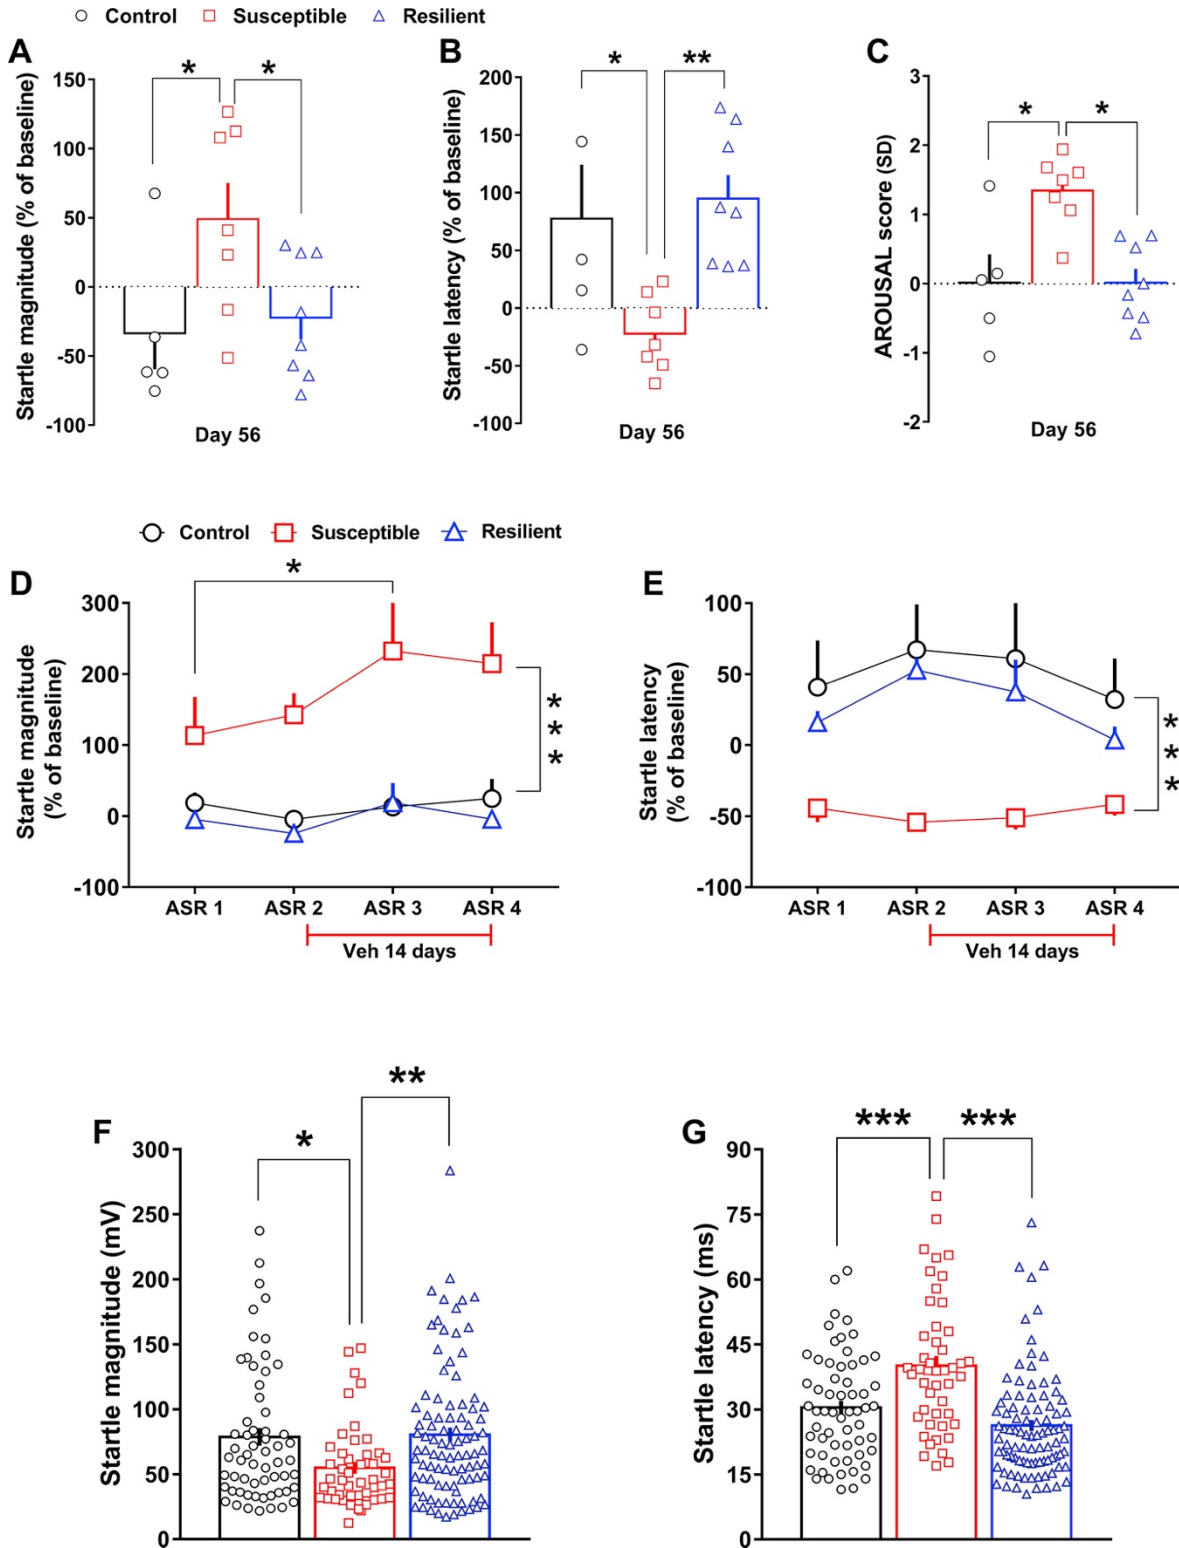 Control Susceptible Resilient
A
Startle magnitude (% of baseline)
150
100
50
0
-50
-100
* *
Day 56
B
Startle latency (% of baseline)
200
150
100
50
0
-50
-100
* **
Day 56
C
AROUSAL score (SD)
3
2
1
0
-1
-2
* *
Day 56
Control Susceptible Resilient
D
Startle magnitude
(% of baseline)
300
200
100
0
-100
*
***
ASR 1 ASR 2 ASR 3 ASR 4
Veh 14 days
E
Startle latency
(% of baseline)
100
50
0
-50
-100
***
ASR 1 ASR 2 ASR 3 ASR 4
Veh 14 days
F
Startle magnitude (mV)
300
250
200
150
100
50
0
* **
G
Startle latency (ms)
90
75
60
45
30
15
0
*** ***